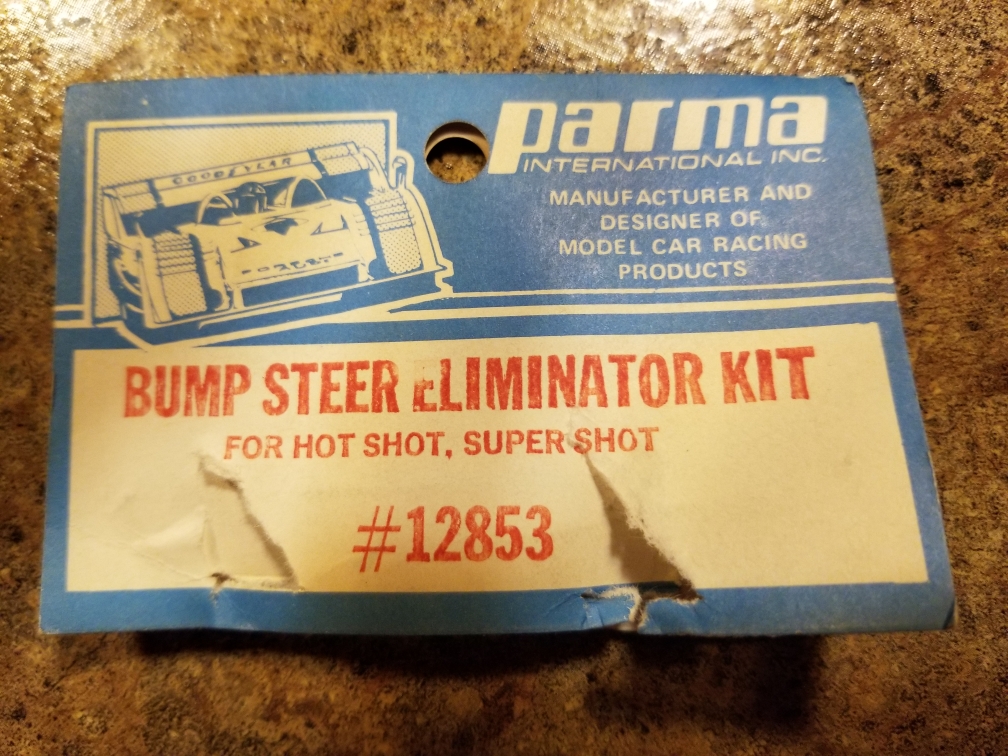 GOODYEAR
parma
INTERNATIONAL INC.
MANUFACTURER AND
DESIGNER OF
MODEL CAR RACING
PRODUCTS
BUMP STEER ELIMINATOR KIT
FOR HOT SHOT, SUPER SHOT
#12853